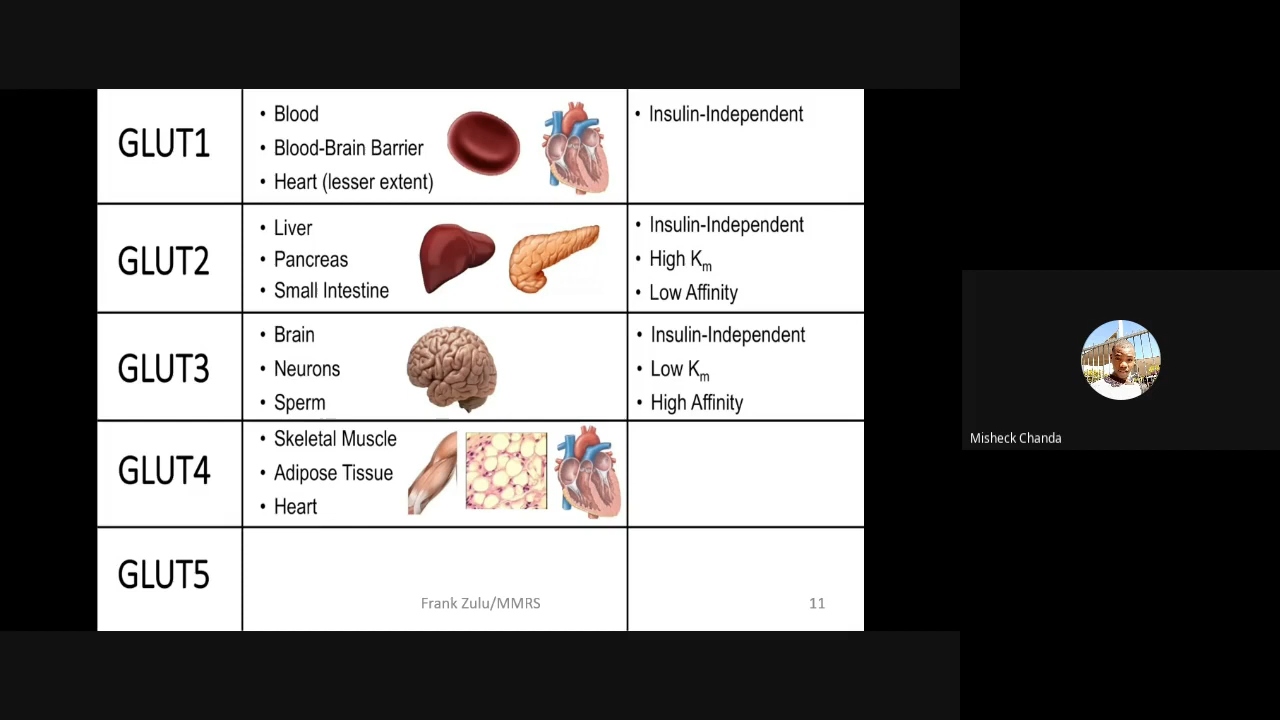 GLUT1
• Blood
• Blood-Brain Barrier
• Heart (lesser extent)
• Insulin-Independent
GLUT2
• Liver
• Pancreas
• Small Intestine
• Insulin-Independent
• High Km
• Low Affinity
GLUT3
• Brain
• Neurons
• Sperm
• Insulin-Independent
• Low Km
• High Affinity
GLUT4
• Skeletal Muscle
• Adipose Tissue
• Heart
GLUT5
Frank Zulu/MMRS
11
Misheck Chanda